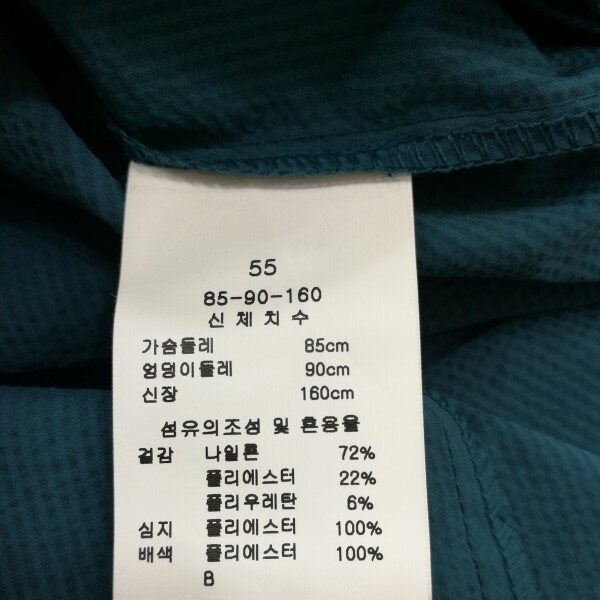 55
85-90-160
신체치수
가슴둘레 85cm
엉덩이둘레 90cm
신장 160cm
섬유의조성 및 혼용율
겉감 나일론 72%
폴리에스터 22%
폴리우레탄 6%
심지 폴리에스터 100%
배색 폴리에스터 100%
B